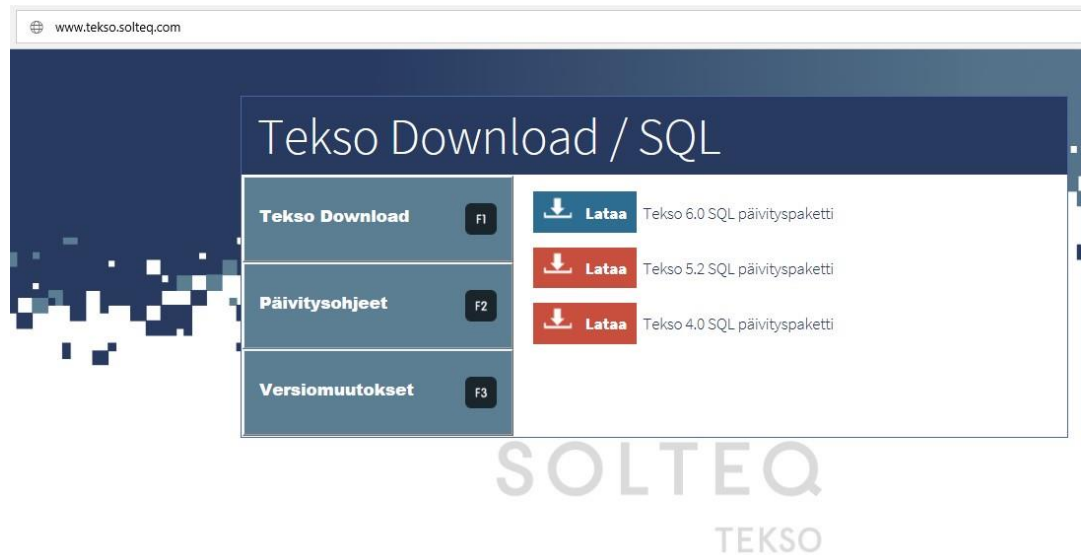 www.tekso.solteq.com
Tekso Download / SQL
Tekso Download F1
Päivitysohjeet F2
Versiomuutokset F3
Lataa Tekso 6.0 SQL päivityspaketti
Lataa Tekso 5.2 SQL päivityspaketti
Lataa Tekso 4.0 SQL päivityspaketti
SOLTEQ
TEKSO